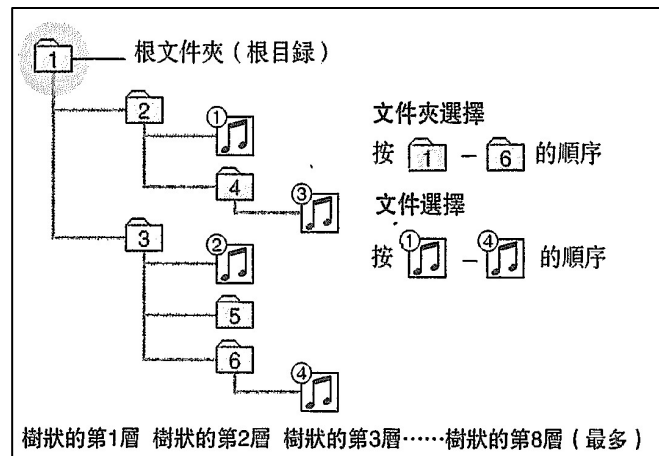 1 根文件夾（根目録）
2
①
文件夾選擇
按 1 – 6 的順序
4
③
文件選擇
3
②
按 ① – ④ 的順序
5
6
④
樹狀的第1層 樹狀的第2層 樹狀的第3層……樹狀的第8層（最多）